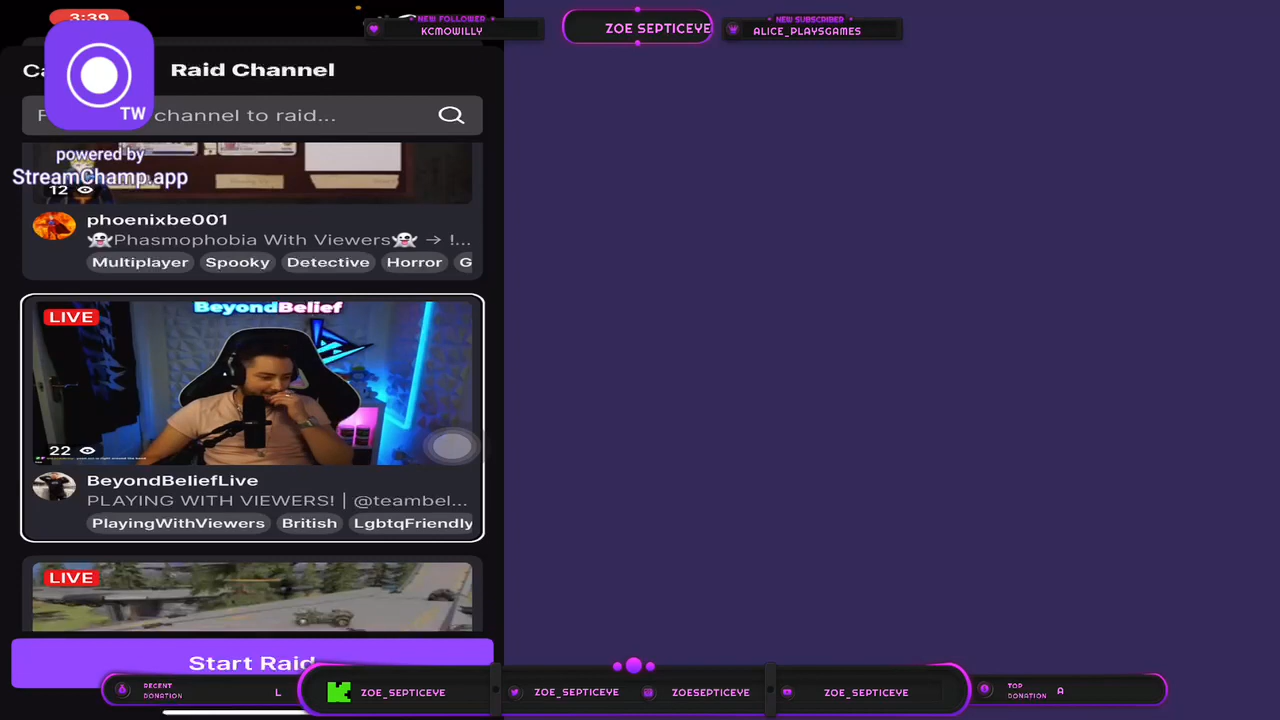 3:39
NEW FOLLOWER
KCMOWILLY
ZOE SEPTICEYE
NEW SUBSCRIBER
ALICE_PLAYSGAMES
Raid Channel
channel to raid...
TW
powered by
StreamChamp.app
12
phoenixbe001
👻Phasmophobia With Viewers👻 → !...
Multiplayer Spooky Detective Horror G
BeyondBelief
LIVE
22
BeyondBeliefLive
PLAYING WITH VIEWERS! | @teambel...
PlayingWithViewers British LgbtqFriendly
LIVE
Start Raid
RECENT DONATION
L
ZOE_SEPTICEYE
ZOE_SEPTICEYE
ZOESEPTICEYE
ZOE_SEPTICEYE
TOP DONATION
A